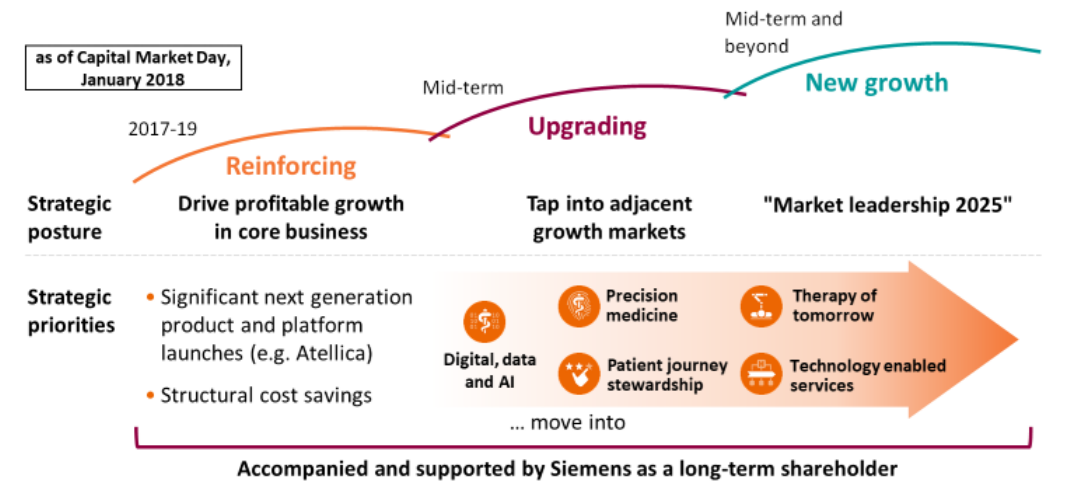 as of Capital Market Day,
January 2018
2017-19
Reinforcing
Mid-term
Upgrading
Mid-term and
beyond
New growth
Strategic
posture
Drive profitable growth
in core business
Tap into adjacent
growth markets
"Market leadership 2025"
Strategic
priorities
• Significant next generation
product and platform
launches (e.g. Atellica)
• Structural cost savings
Digital, data
and AI
Precision
medicine
Patient journey
stewardship
Therapy of
tomorrow
Technology enabled
services
... move into
Accompanied and supported by Siemens as a long-term shareholder